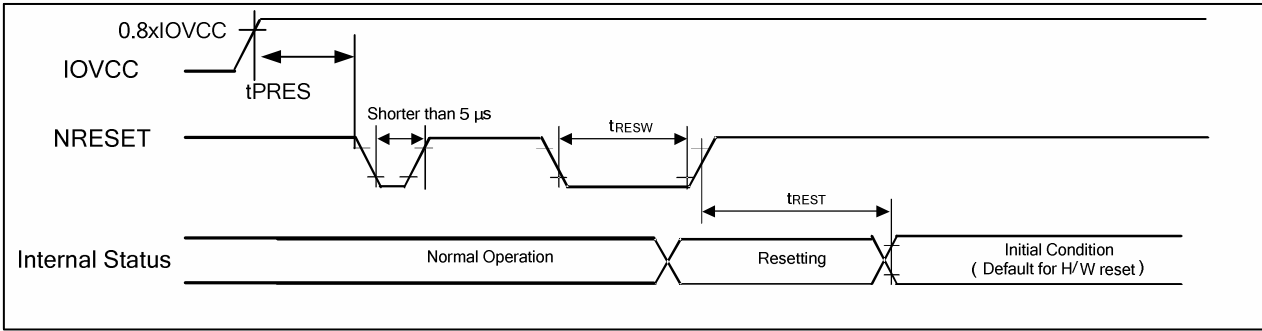 0.8xIOVCC
IOVCC
tPRES
Shorter than 5 µs
NRESET
tRESW
tREST
Internal Status
Normal Operation
Resetting
Initial Condition
( Default for H/W reset )